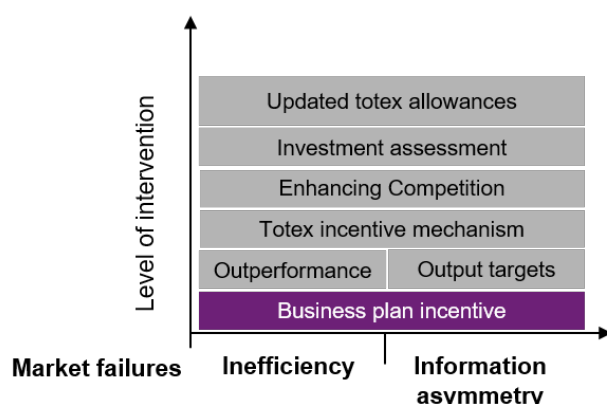 Level of intervention
Updated totex allowances
Investment assessment
Enhancing Competition
Totex incentive mechanism
Outperformance
Output targets
Business plan incentive
Market failures
Inefficiency
Information
asymmetry